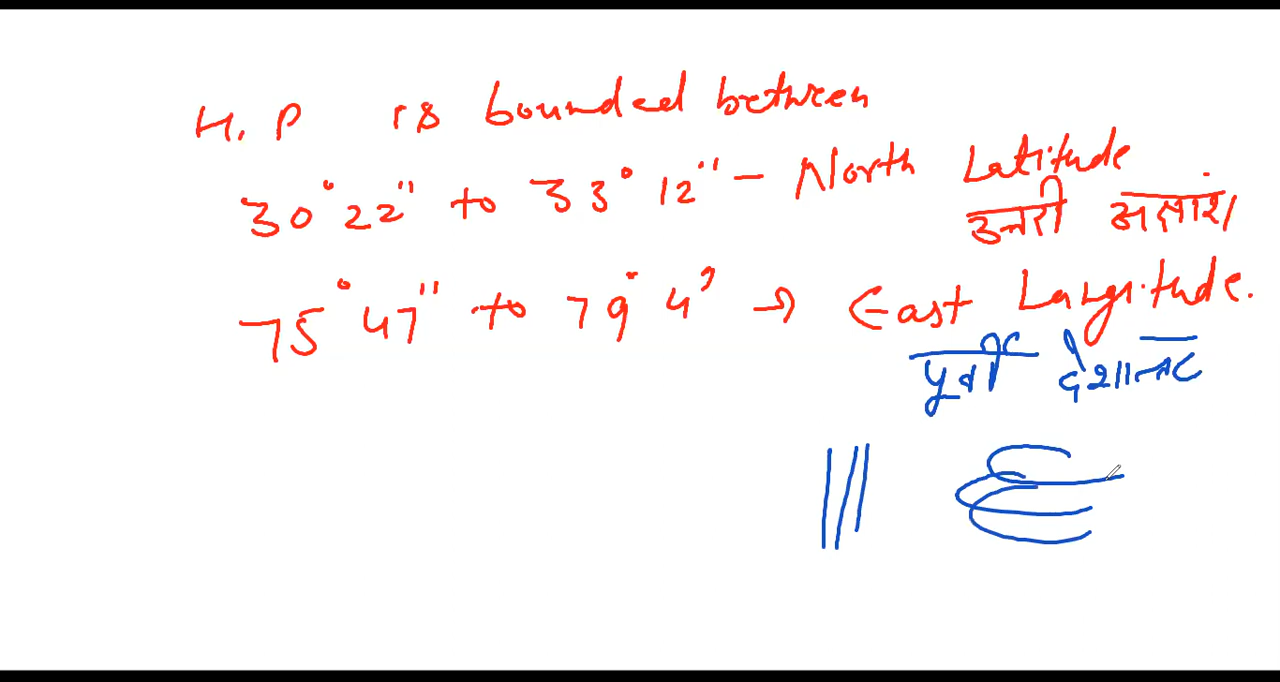 H.P is bounded between
30°22" to 33°12" – North Latitude
उत्तरी अक्षांश
75°47" to 79°4' → East Longitude.
पूर्वी देशान्तर